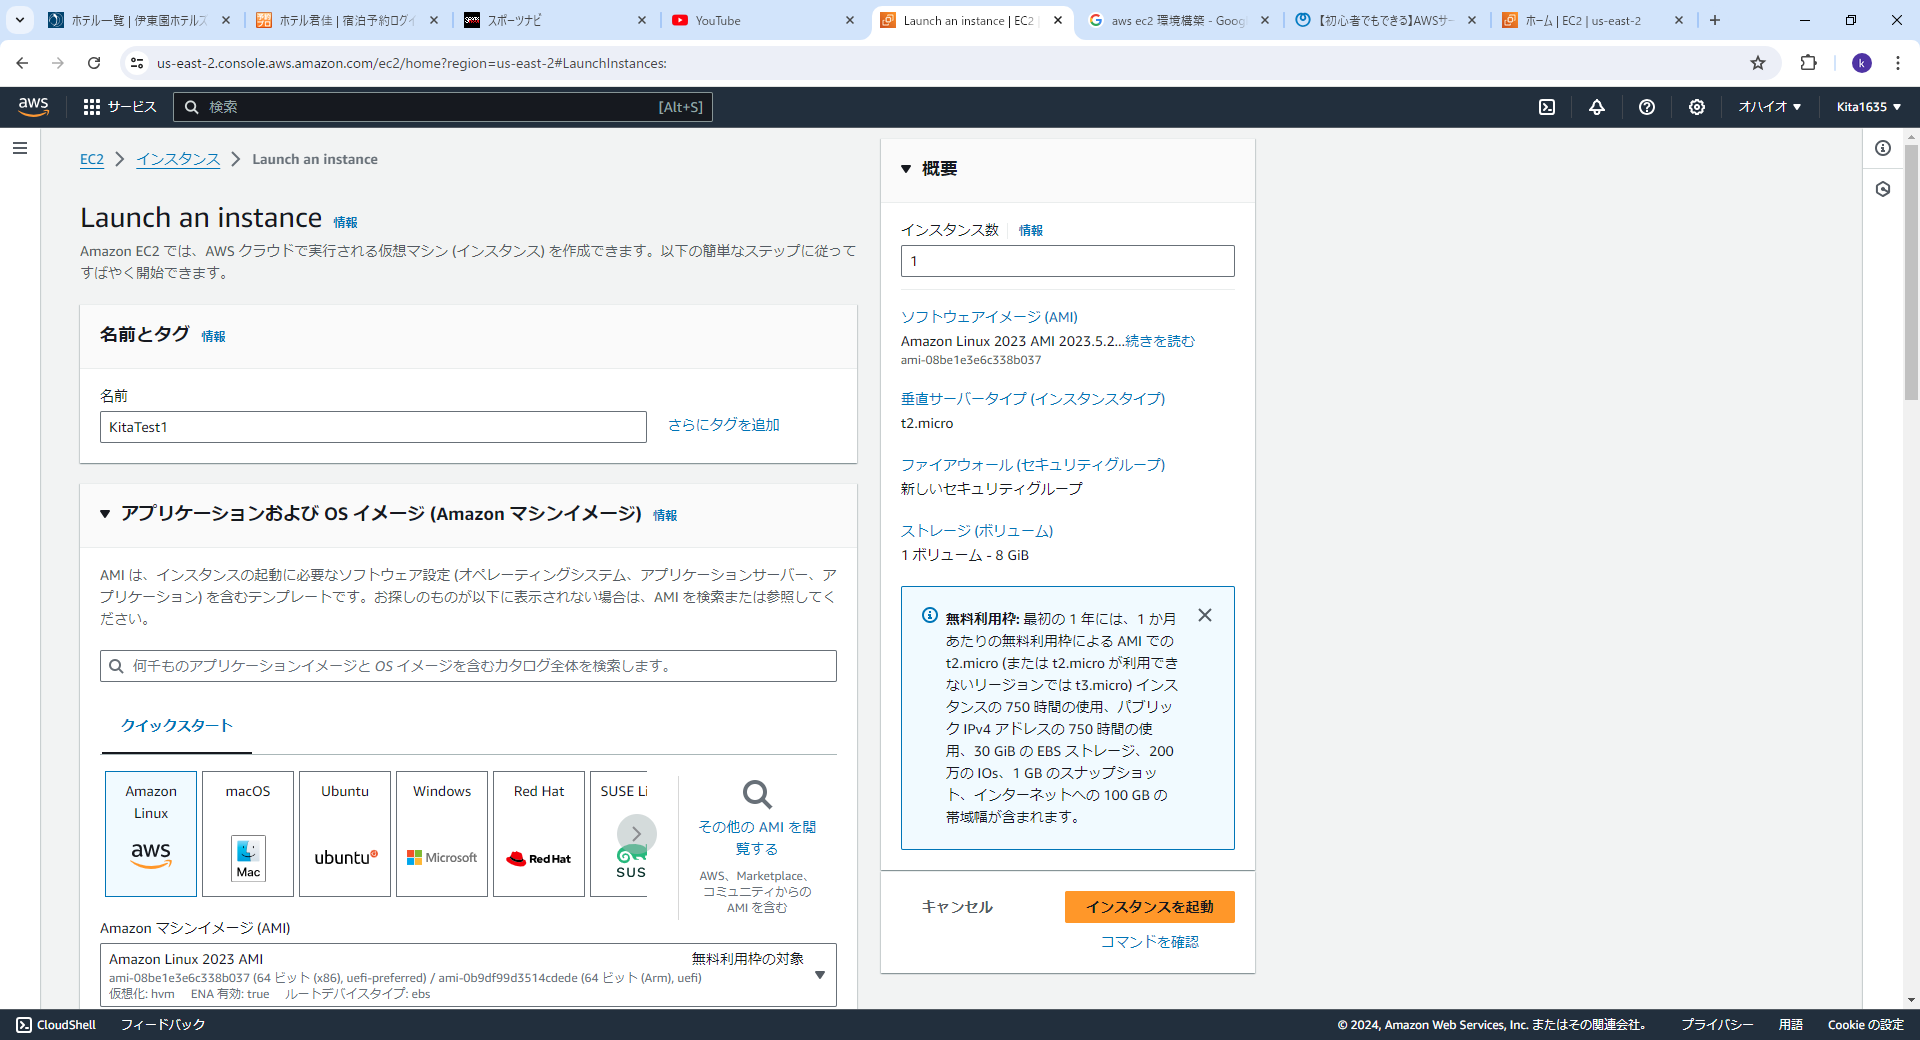 ホテル一覧 | 伊東園ホテルズ
ホテル君佳 | 宿泊予約ログイ
スポーツナビ
YouTube
Launch an instance | EC2 |
aws ec2 環境構築 - Googl
【初心者でもできる】AWSサー
ホーム | EC2 | us-east-2
us-east-2.console.aws.amazon.com/ec2/home?region=us-east-2#LaunchInstances:
k
aws
サービス
検索
[Alt+S]
オハイオ
Kita1635
EC2
インスタンス
Launch an instance
Launch an instance 情報
Amazon EC2 では、AWS クラウドで実行される仮想マシン (インスタンス) を作成できます。以下の簡単なステップに従って
すばやく開始できます。
名前とタグ 情報
名前
KitaTest1
さらにタグを追加
アプリケーションおよび OS イメージ (Amazon マシンイメージ) 情報
AMI は、インスタンスの起動に必要なソフトウェア設定 (オペレーティングシステム、アプリケーションサーバー、ア
プリケーション) を含むテンプレートです。お探しのものが以下に表示されない場合は、AMI を検索または参照してく
ださい。
何千ものアプリケーションイメージと OS イメージを含むカタログ全体を検索します。
クイックスタート
Amazon
Linux
aws
macOS
Mac
Ubuntu
ubuntu
Windows
Microsoft
Red Hat
Red Hat
SUSE Li
SUS
その他の AMI を閲
覧する
AWS、Marketplace、
コミュニティからの
AMI を含む
Amazon マシンイメージ (AMI)
Amazon Linux 2023 AMI
無料利用枠の対象
ami-08be1e3e6c338b037 (64 ビット (x86), uefi-preferred) / ami-0b9df99d3514cdede (64 ビット (Arm), uefi)
仮想化: hvm ENA 有効: true ルートデバイスタイプ: ebs
概要
インスタンス数 情報
1
ソフトウェアイメージ (AMI)
Amazon Linux 2023 AMI 2023.5.2...続きを読む
ami-08be1e3e6c338b037
垂直サーバータイプ (インスタンスタイプ)
t2.micro
ファイアウォール (セキュリティグループ)
新しいセキュリティグループ
ストレージ (ボリューム)
1 ボリューム - 8 GiB
無料利用枠: 最初の 1 年には、1 か月
あたりの無料利用枠による AMI での
t2.micro (または t2.micro が利用でき
ないリージョンでは t3.micro) インス
タンスの 750 時間の使用、パブリッ
ク IPv4 アドレスの 750 時間の使
用、30 GiB の EBS ストレージ、200
万の IOs、1 GB のスナップショッ
ト、インターネットへの 100 GB の
帯域幅が含まれます。
キャンセル
インスタンスを起動
コマンドを確認
CloudShell
フィードバック
© 2024, Amazon Web Services, Inc. またはその関連会社。
プライバシー
用語
Cookie の設定